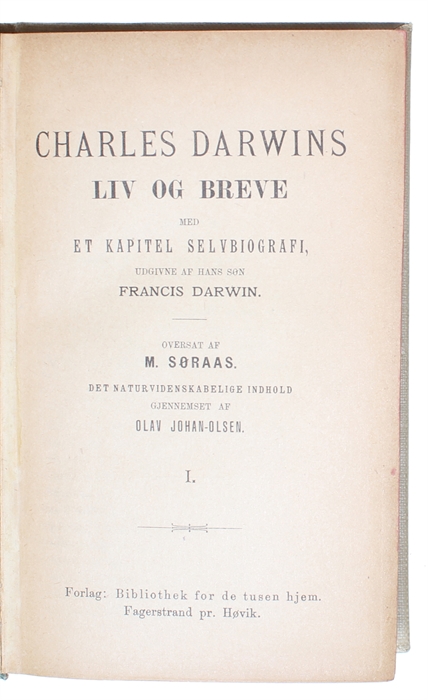 CHARLES DARWINS
LIV OG BREVE
MED
ET KAPITEL SELVBIOGRAFI,
UDGIVNE AF HANS SØN
FRANCIS DARWIN.
OVERSAT AF
M. SØRAAS.
DET NATURVIDENSKABELIGE INDHOLD
GJENNEMSET AF
OLAV JOHAN-OLSEN.
I.
Forlag: Bibliothek for de tusen hjem.
Fagerstrand pr. Høvik.